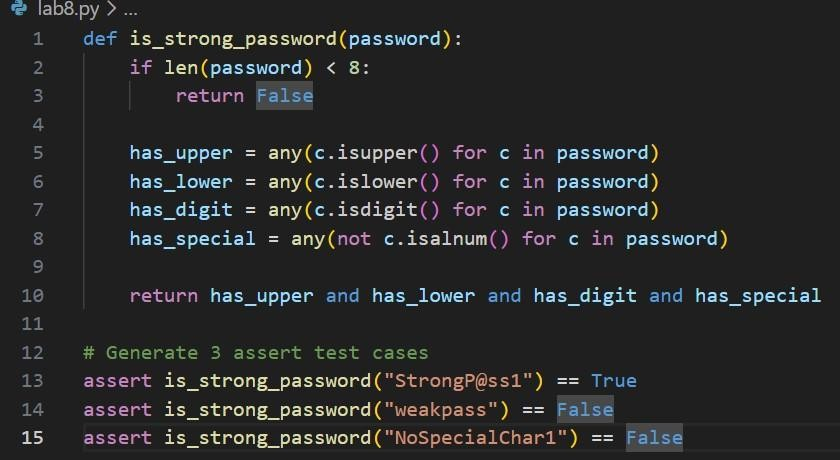 lab8.py > ...
1 def is_strong_password(password):
2     if len(password) < 8:
3         return False
4
5     has_upper = any(c.isupper() for c in password)
6     has_lower = any(c.islower() for c in password)
7     has_digit = any(c.isdigit() for c in password)
8     has_special = any(not c.isalnum() for c in password)
9
10     return has_upper and has_lower and has_digit and has_special
11
12 # Generate 3 assert test cases
13 assert is_strong_password("StrongP@ss1") == True
14 assert is_strong_password("weakpass") == False
15 assert is_strong_password("NoSpecialChar1") == False